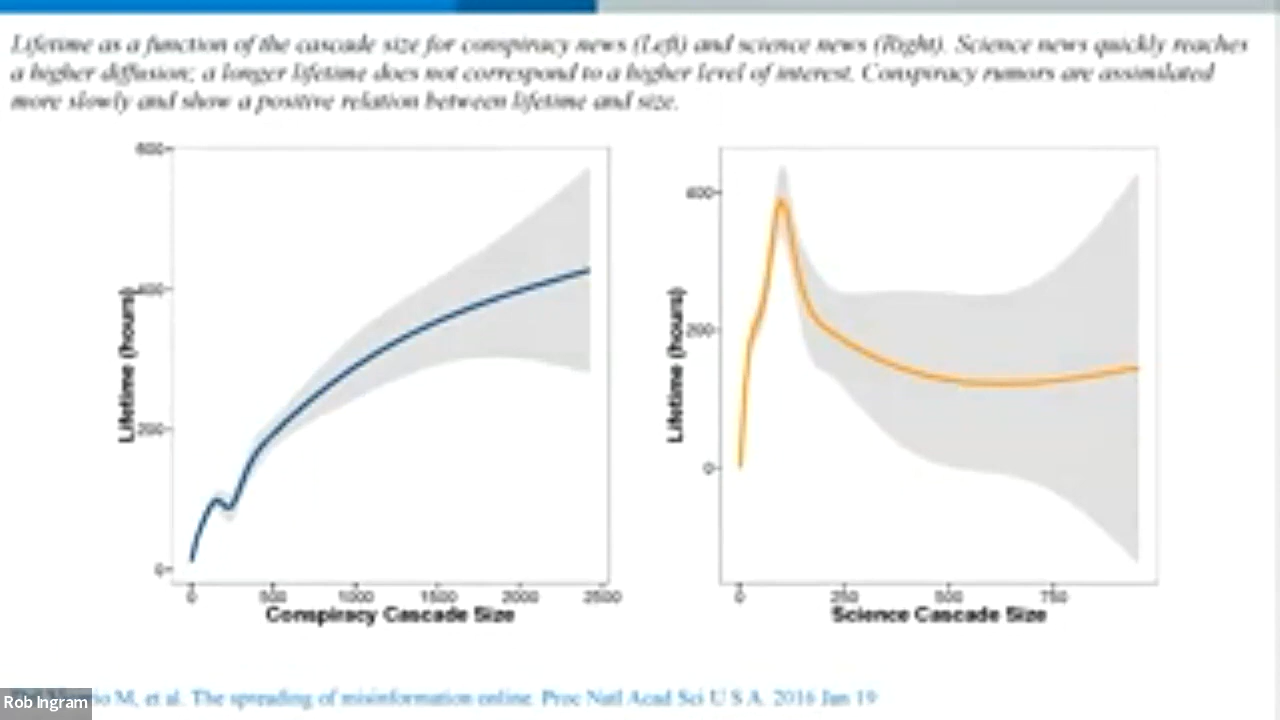 Lifetime as a function of the cascade size for conspiracy news (Left) and science news (Right). Science news quickly reaches
a higher diffusion; a longer lifetime does not correspond to a higher level of interest. Conspiracy rumors are assimilated
more slowly and show a positive relation between lifetime and size.
600
400
200
0
Lifetime (hours)
0 500 1000 1500 2000 2500
Conspiracy Cascade Size
400
200
0
Lifetime (hours)
0 250 500 750
Science Cascade Size
M, et al. The spreading of misinformation online. Proc Natl Acad Sci U S A. 2016 Jan 19
Rob Ingram